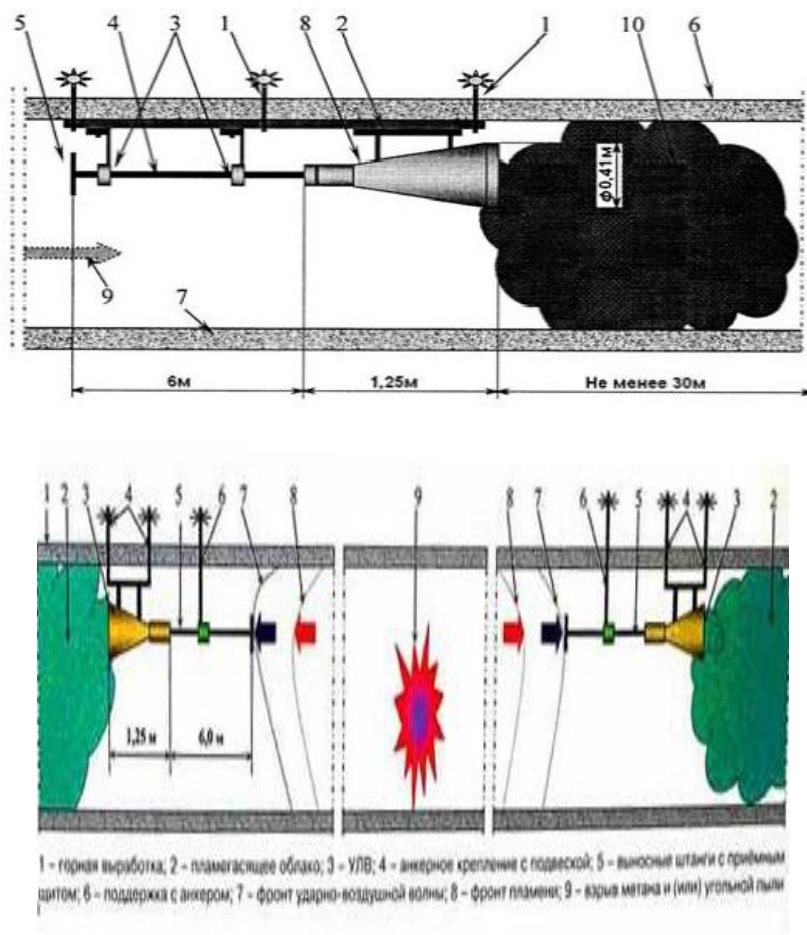 5 4 3 1 8 2 1 10 6
ф0,41м
9 7
6м 1,25м Не менее 30м
1 2 3 4 5 6 7 8 9 8 7 6 5 4 3 2
1,25 м 6,0 м
1 – горная выработка; 2 – пламегасящее облако; 3 – УЛВ; 4 – анкерное крепление с подвеской; 5 – выносные штанги с приёмным
щитом; 6 – поддержка с анкером; 7 – фронт ударно-воздушной волны; 8 – фронт пламени; 9 – взрыв метана и (или) угольной пыли